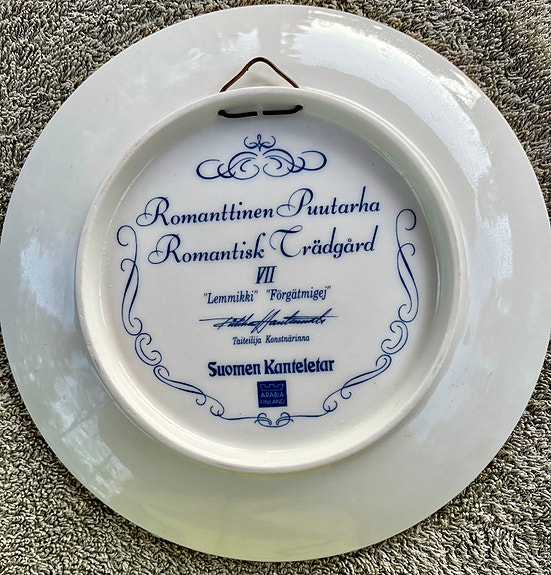 Romanttinen Puutarha
Romantisk Trädgård
VII
"Lemmikki" "Förgätmigej"
Taiteilija Konstnärinna
Suomen Kanteletar
ARABIA
FINLAND